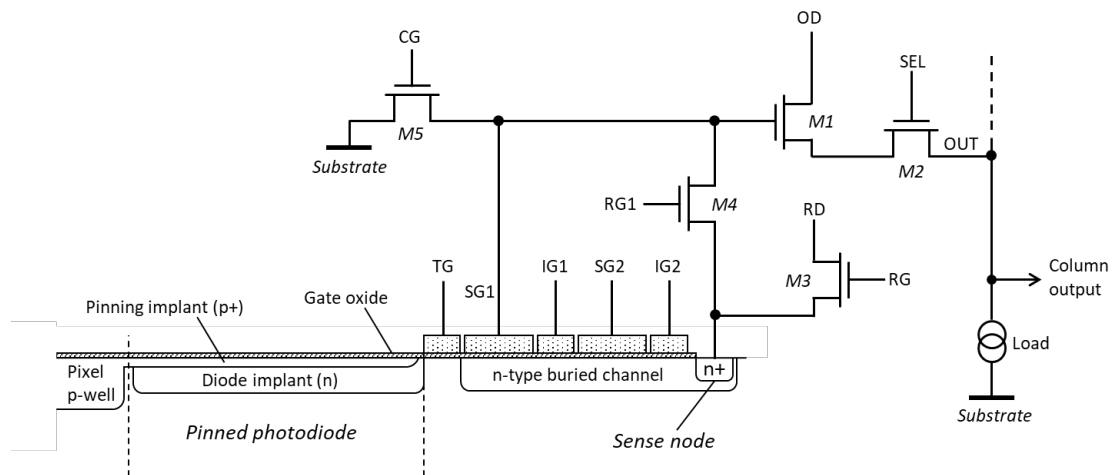 OD
CG
SEL
M1
M5
OUT
M2
Substrate
RG1
M4
RD
M3
RG
TG
SG1
IG1
SG2
IG2
Column
output
Gate oxide
Pinning implant (p+)
Load
Pixel
p-well
Diode implant (n)
n-type buried channel
n+
Substrate
Pinned photodiode
Sense node